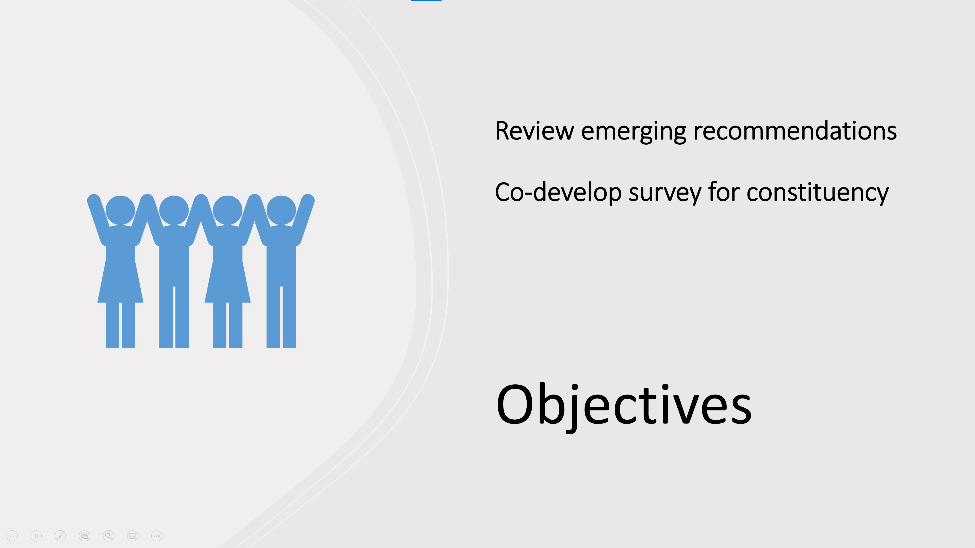 Review emerging recommendations
Co-develop survey for constituency
Objectives